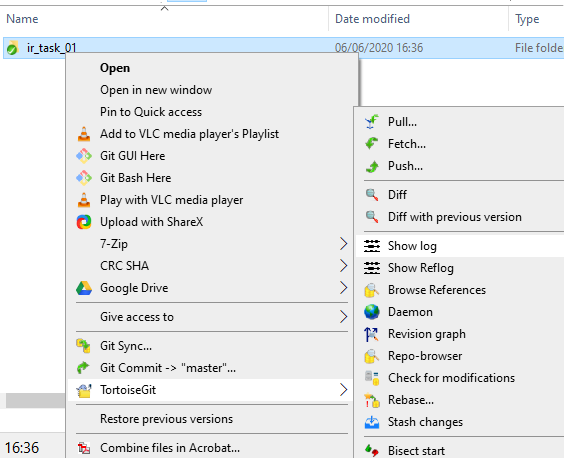 Name Date modified Type
ir_task_01 06/06/2020 16:36 File folde
Open
Open in new window
Pin to Quick access
Add to VLC media player's Playlist
Git GUI Here
Git Bash Here
Play with VLC media player
Upload with ShareX
7-Zip
CRC SHA
Google Drive
Give access to
Git Sync...
Git Commit -> "master"...
TortoiseGit
Restore previous versions
Combine files in Acrobat...
Pull...
Fetch...
Push...
Diff
Diff with previous version
Show log
Show Reflog
Browse References
Daemon
Revision graph
Repo-browser
Check for modifications
Rebase...
Stash changes
Bisect start
16:36